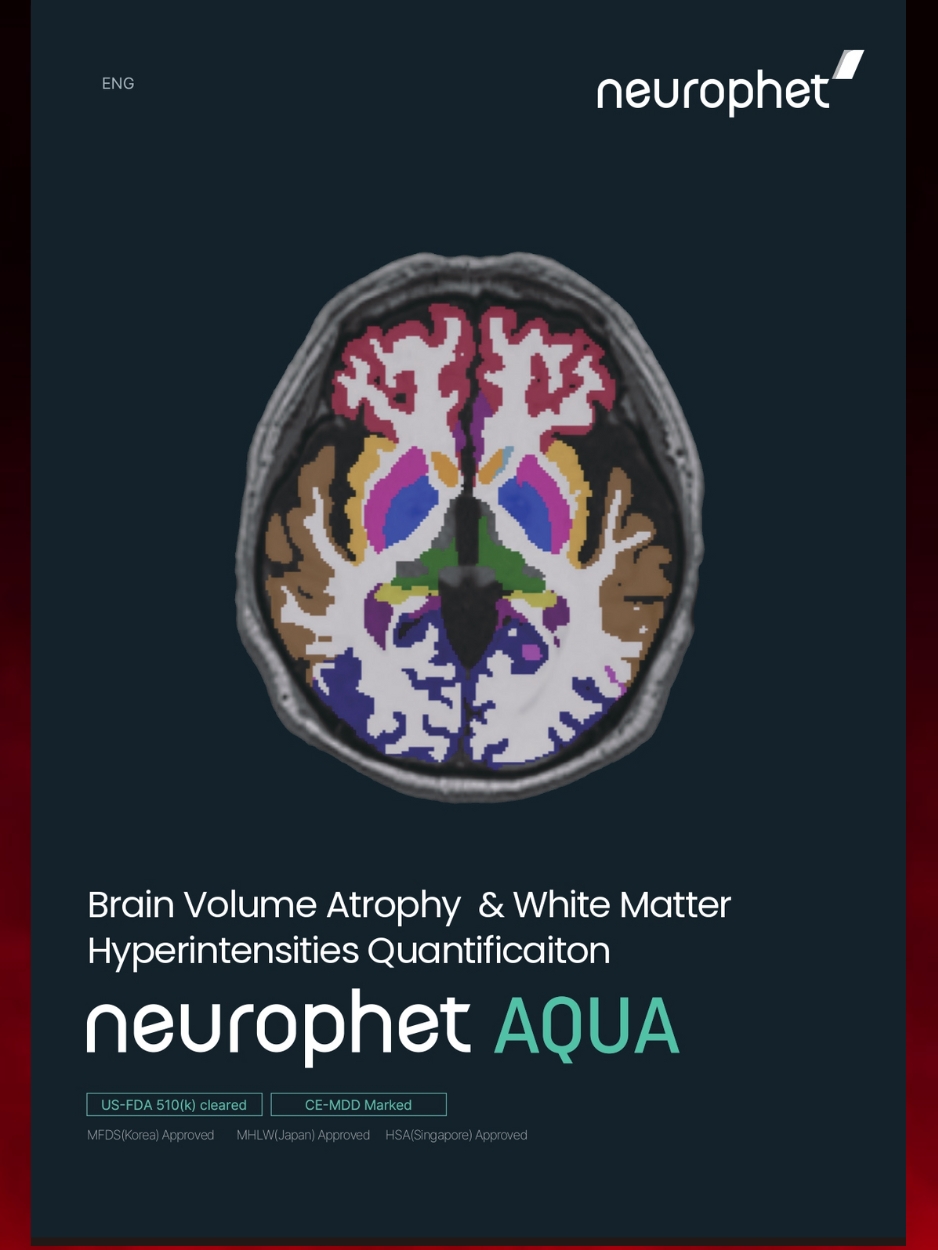 ENG
neurophet
Brain Volume Atrophy & White Matter
Hyperintensities Quantificaiton
neurophet AQUA
US-FDA 510(k) cleared CE-MDD Marked
MFDS(Korea) Approved MHLW(Japan) Approved HSA(Singapore) Approved